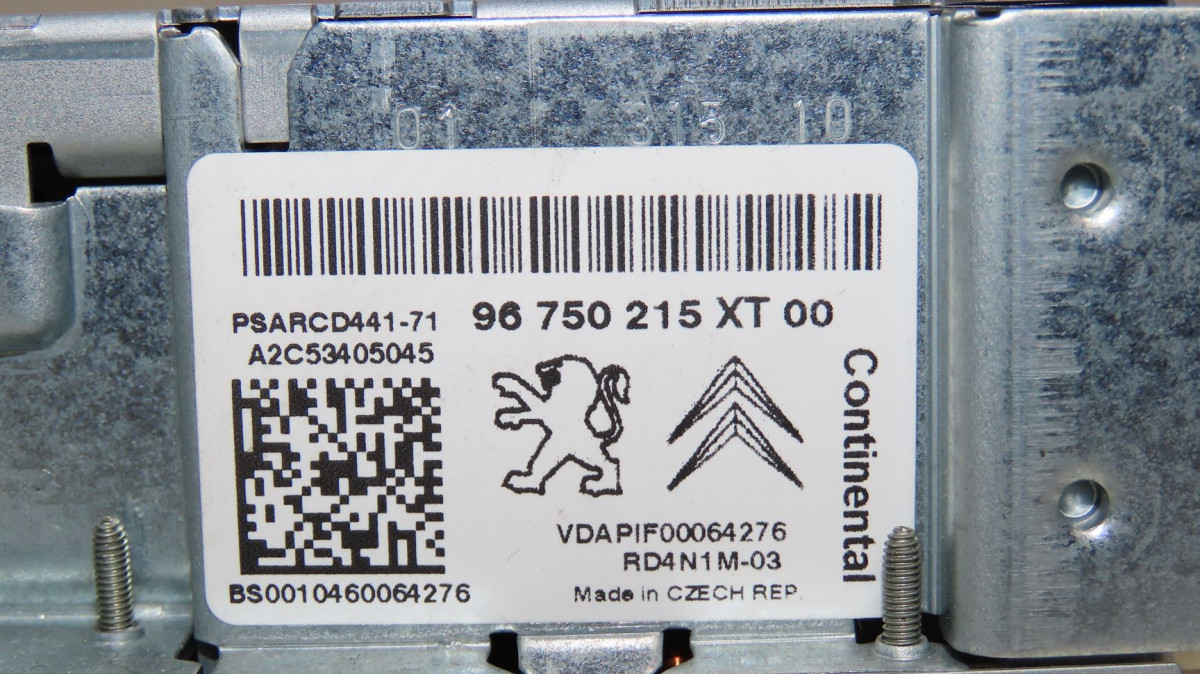 01 315 10
PSARCD441-71
96 750 215 XT 00
A2C53405045
Continental
VDAPIF00064276
RD4N1M-03
BS0010460064276
Made in CZECH REP.